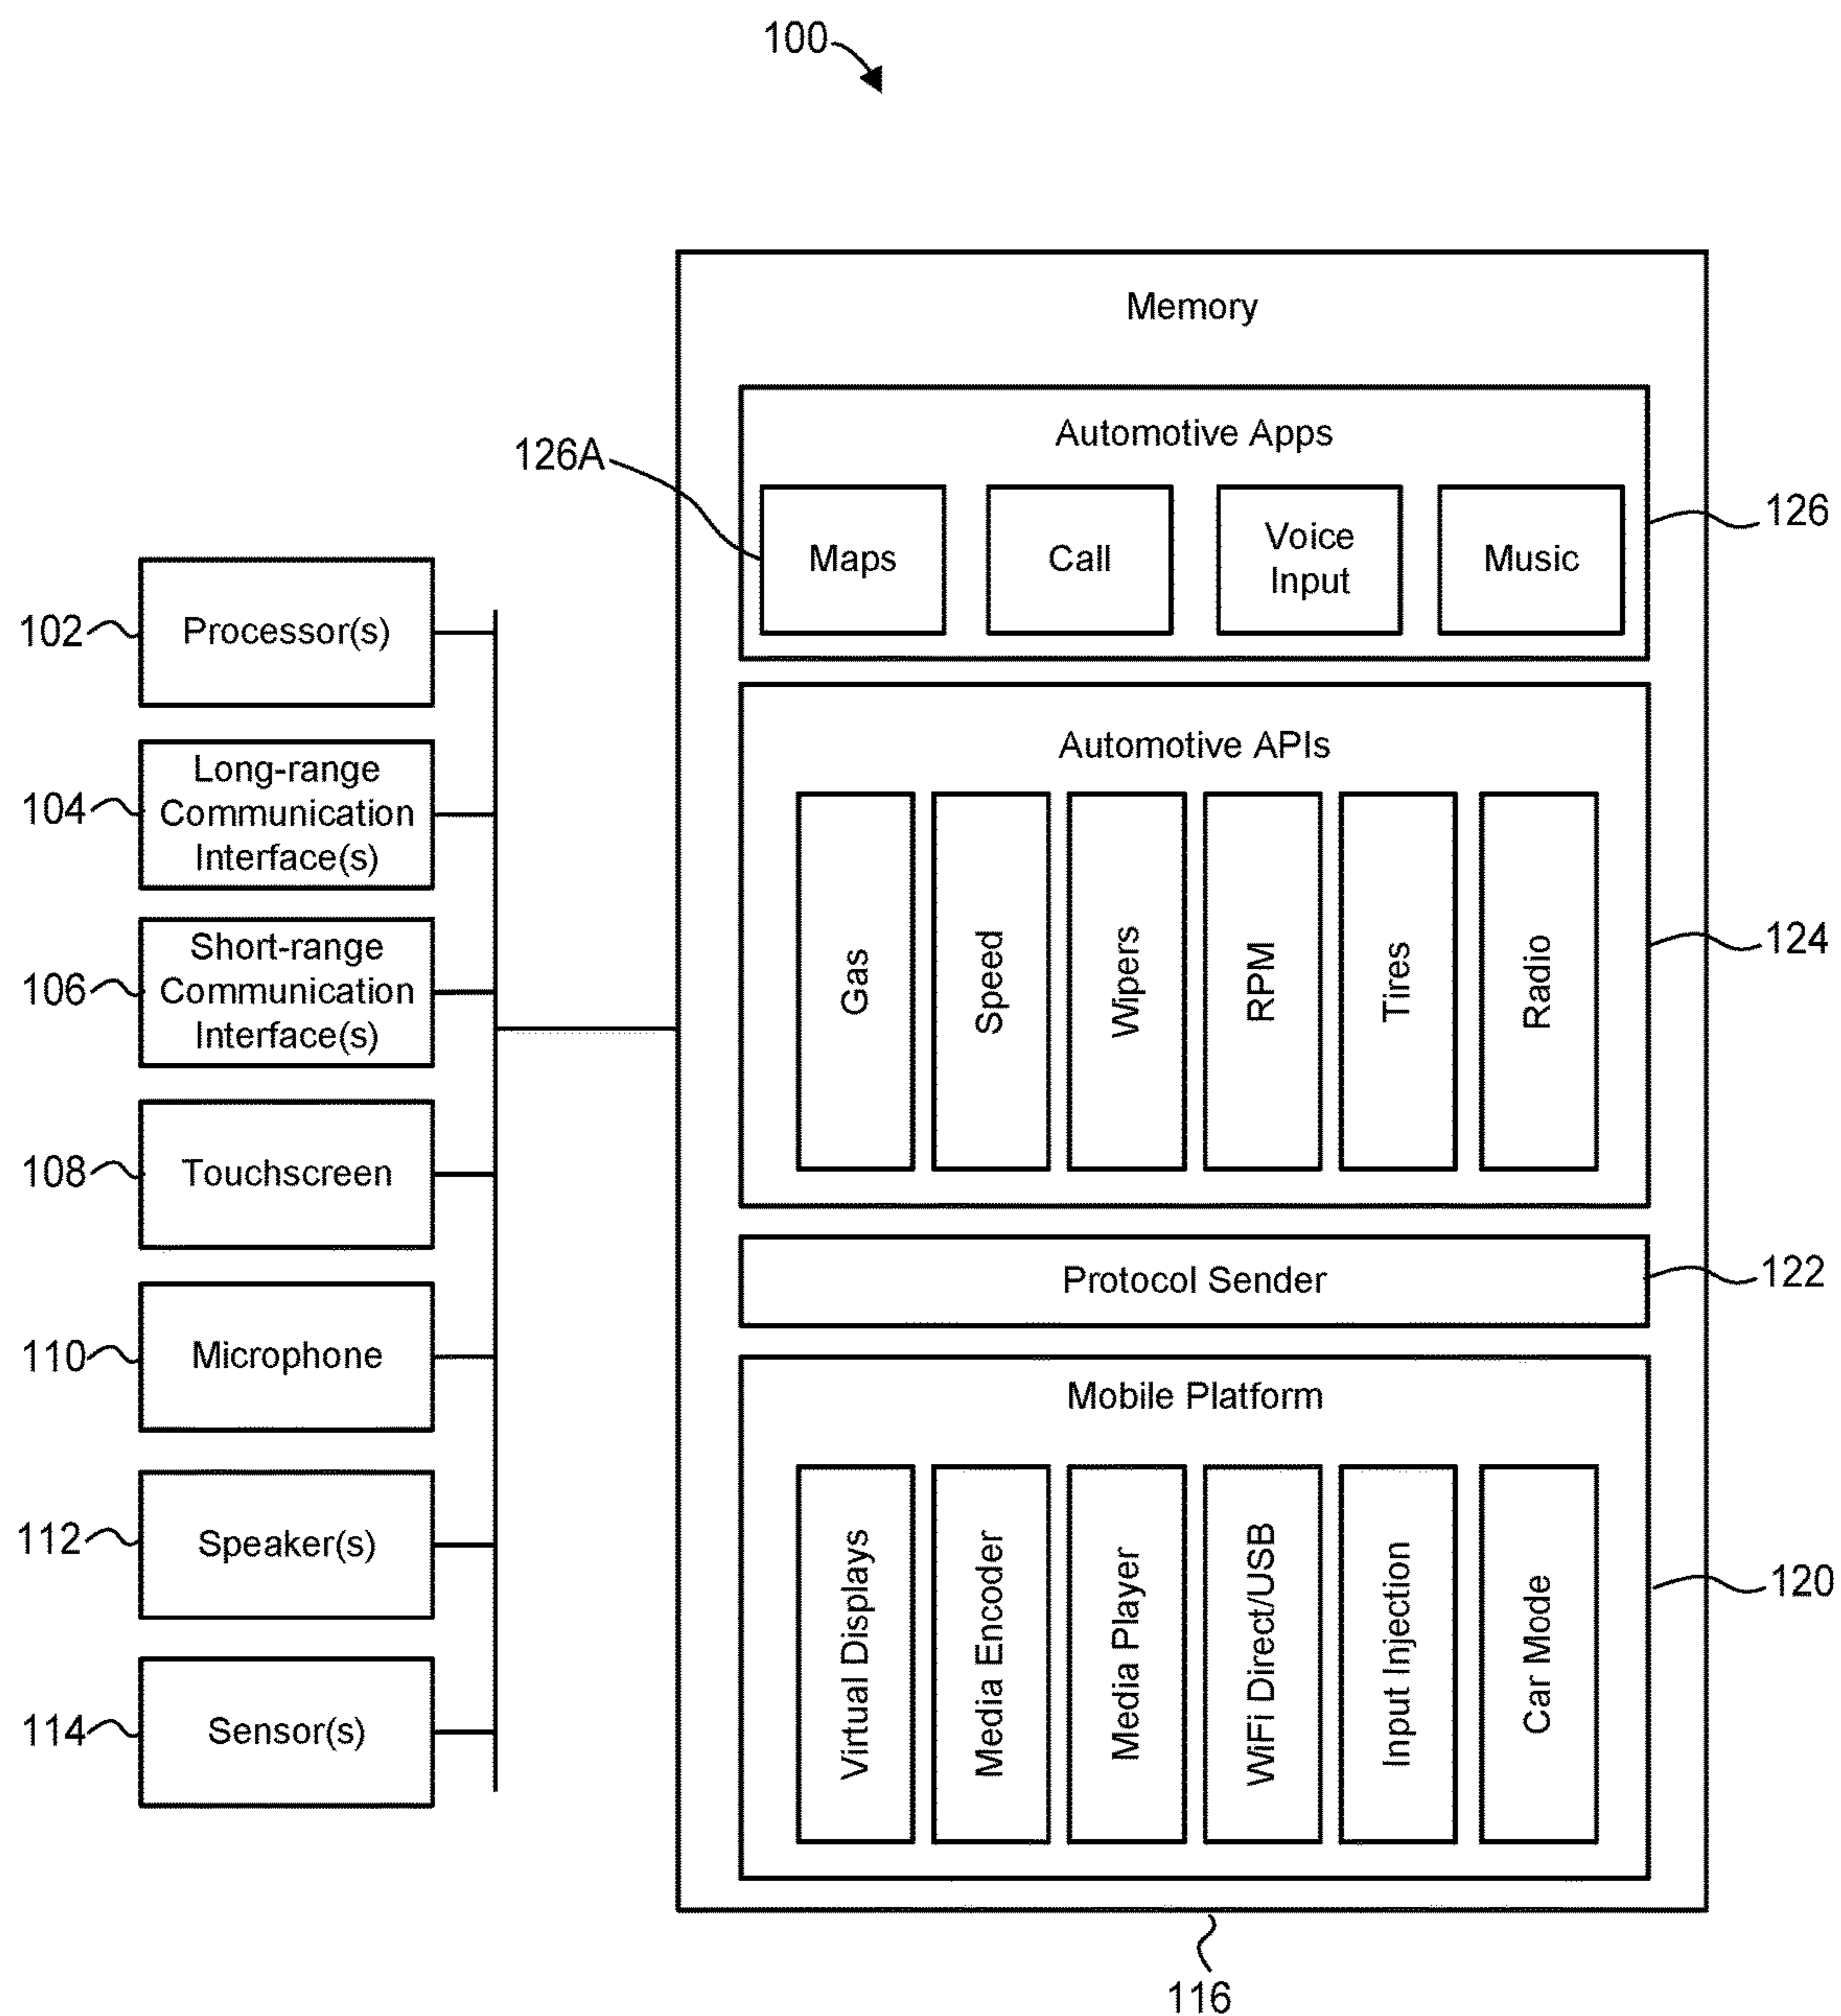 100
Memory
Automotive Apps
126A
Maps
Call
Voice
Input
Music
126
102
Processor(s)
104
Long-range
Communication
Interface(s)
106
Short-range
Communication
Interface(s)
108
Touchscreen
110
Microphone
112
Speaker(s)
114
Sensor(s)
Automotive APIs
Gas
Speed
Wipers
RPM
Tires
Radio
124
Protocol Sender
122
Mobile Platform
Virtual Displays
Media Encoder
Media Player
WiFi Direct/USB
Input Injection
Car Mode
120
116